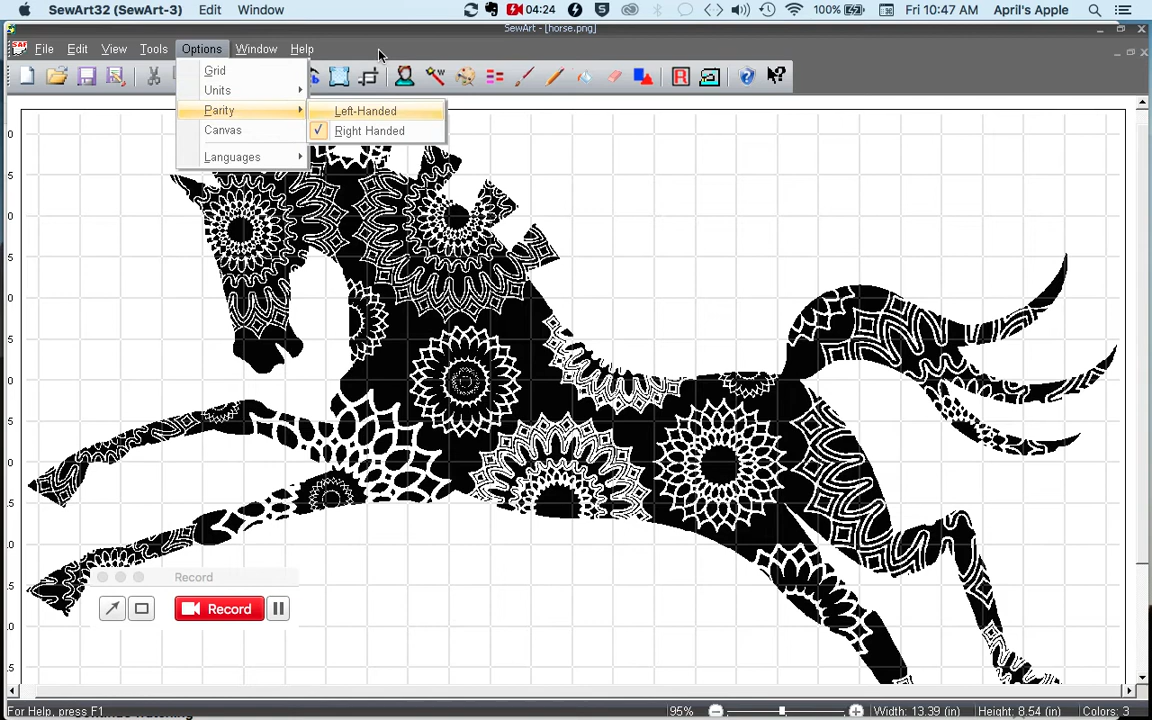 SewArt32 (SewArt-3) Edit Window 04:24 100% Fri 10:47 AM April's Apple
SewArt - [horse.png]
SAF File Edit View Tools Options Window Help
Grid
Units
Parity
Canvas
Languages
Left-Handed
Right Handed
Record
Record
For Help, press F1
95% Width: 13.39 (in) Height: 8.54 (in) Colors: 3